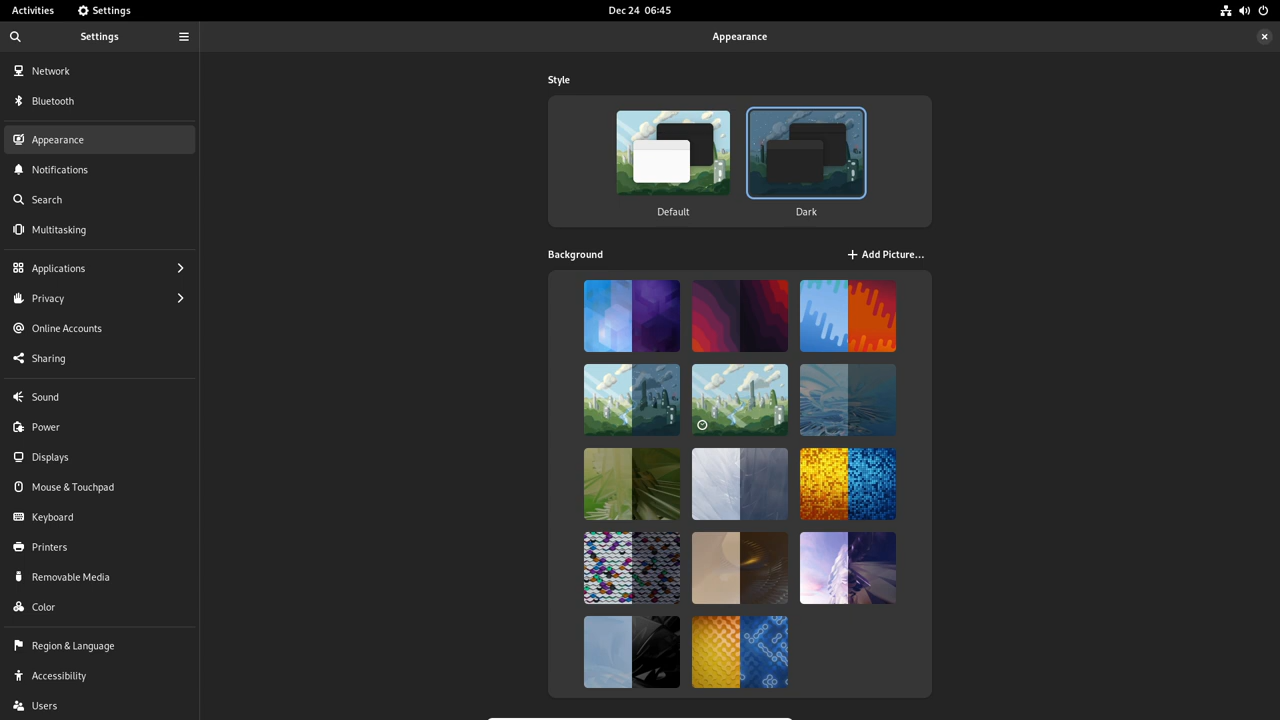 Activities
Settings
Dec 24 06:45
Settings
Appearance
Network
Bluetooth
Appearance
Notifications
Search
Multitasking
Applications
Privacy
Online Accounts
Sharing
Sound
Power
Displays
Mouse & Touchpad
Keyboard
Printers
Removable Media
Color
Region & Language
Accessibility
Users
Style
Default
Dark
Background
Add Picture…